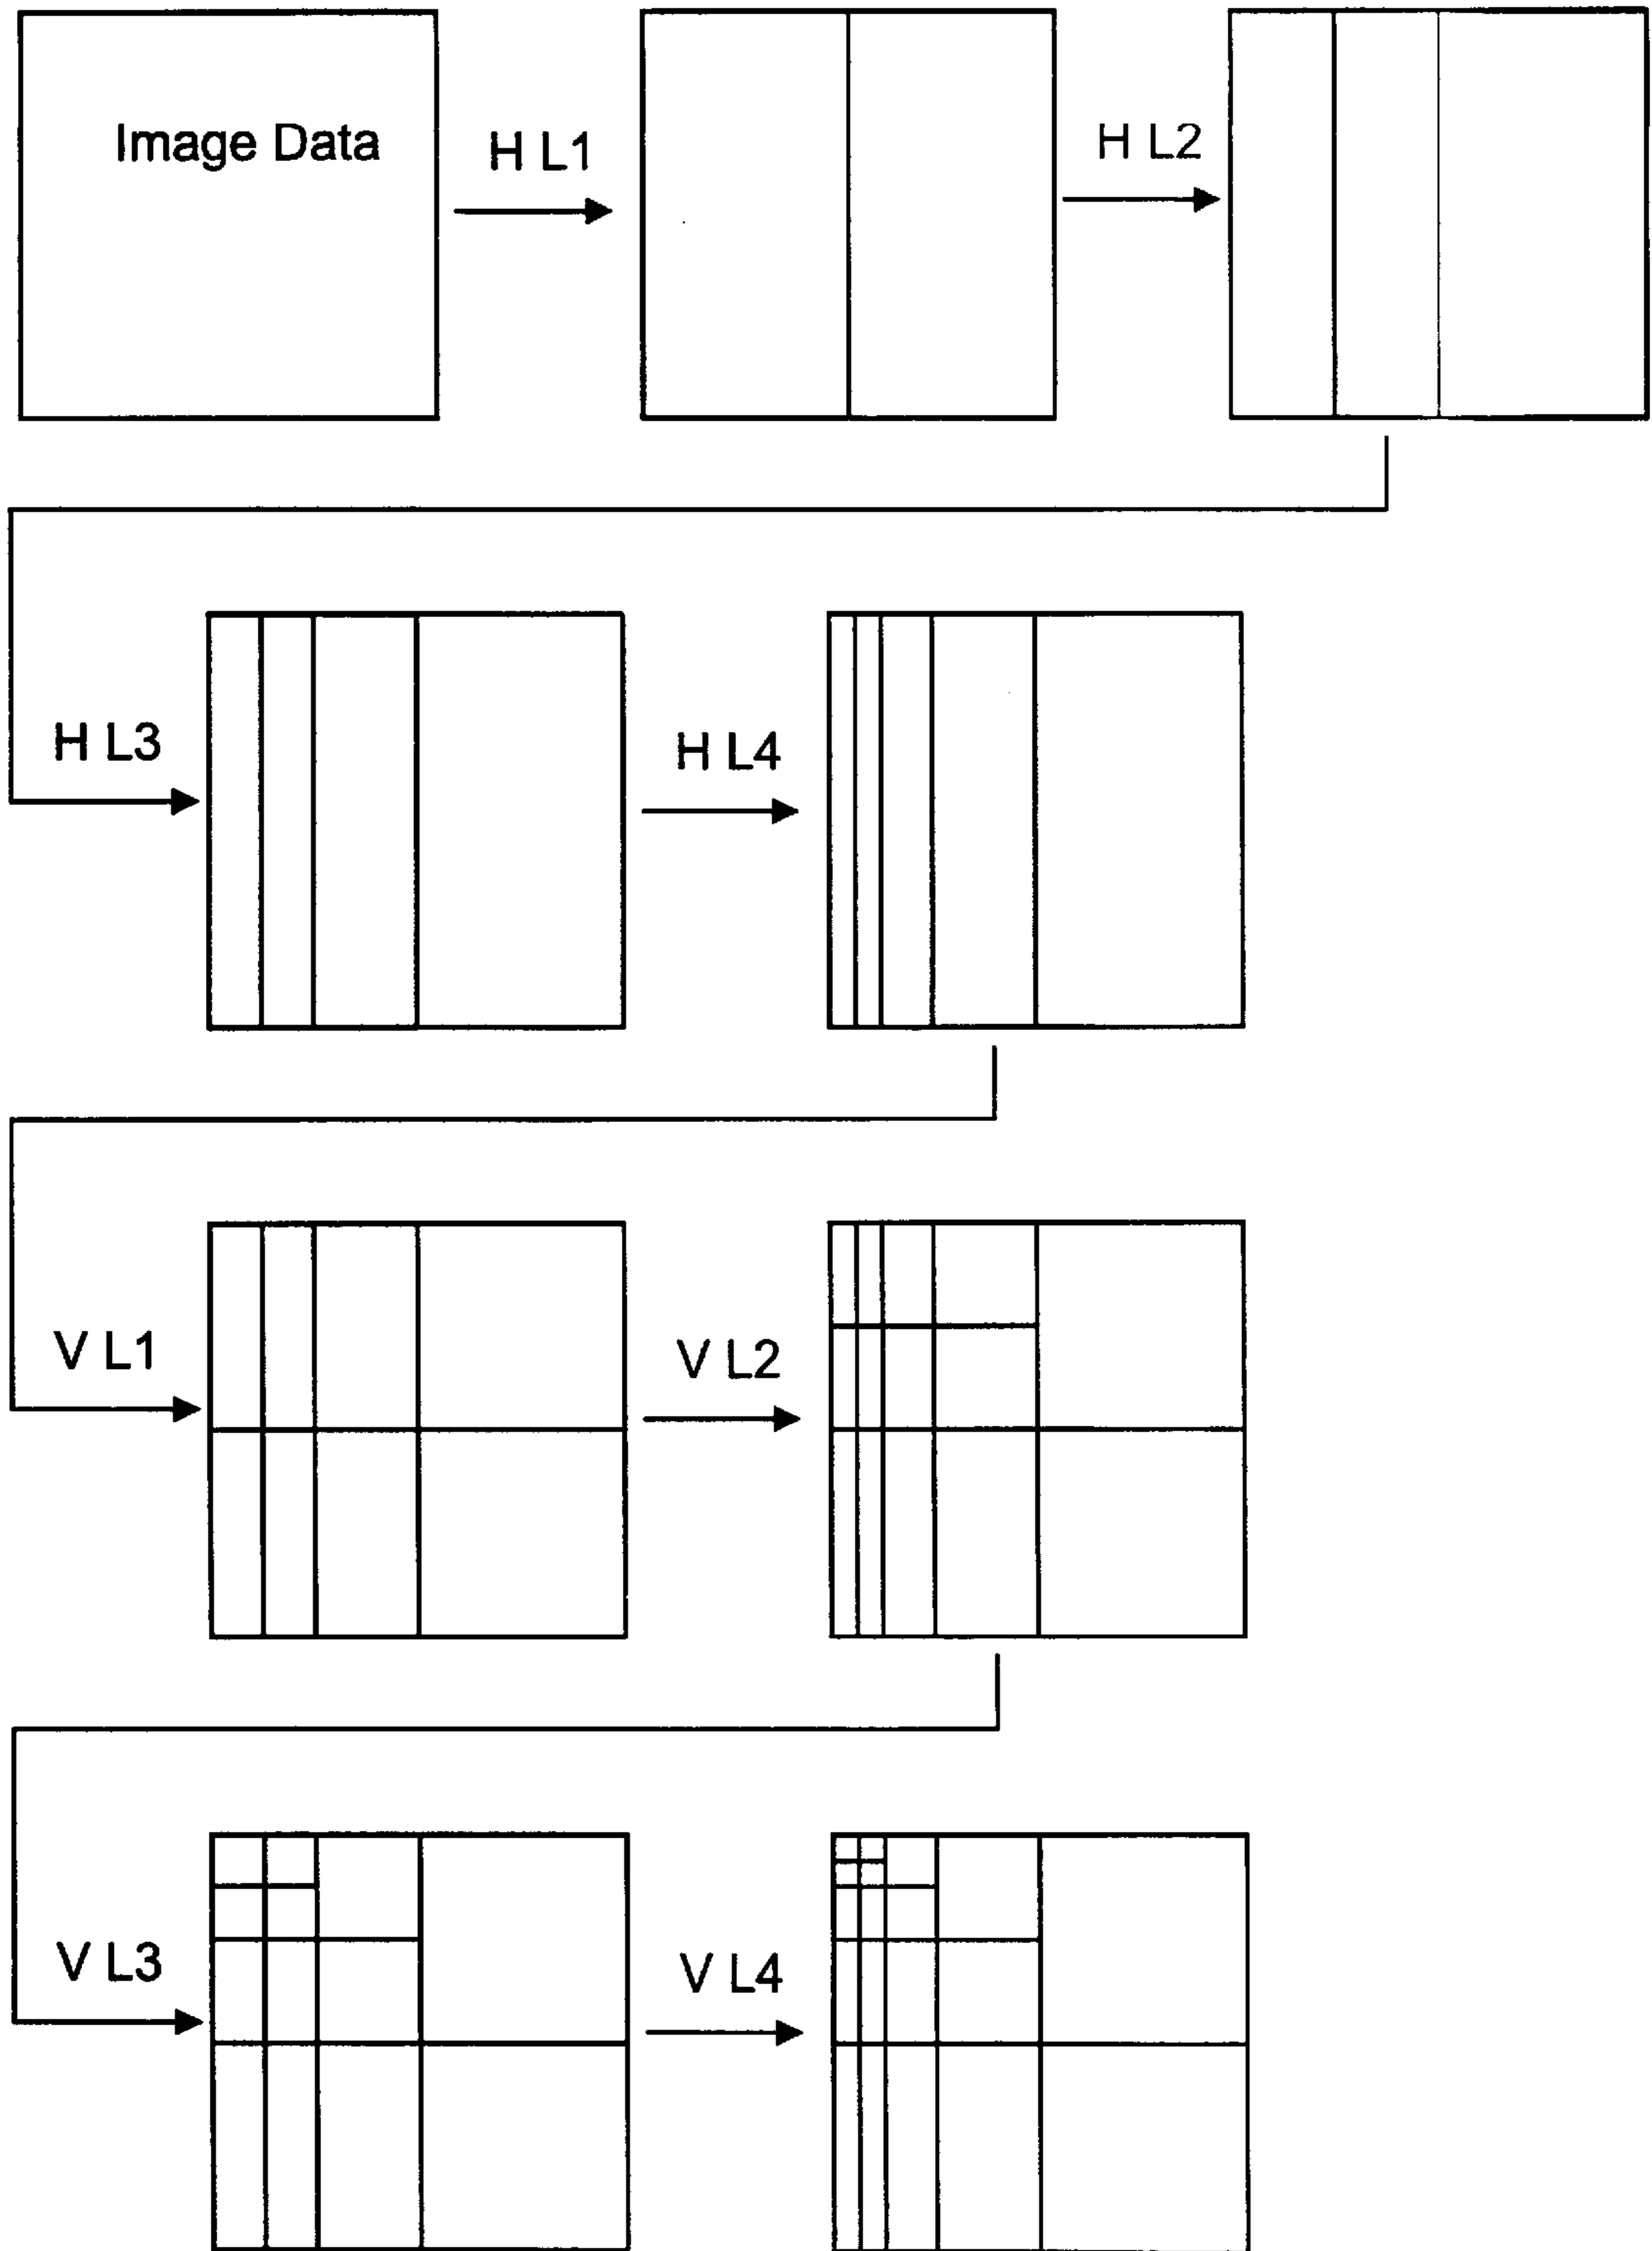 Image Data
H L1
H L2
H L3
H L4
V L1
V L2
V L3
V L4